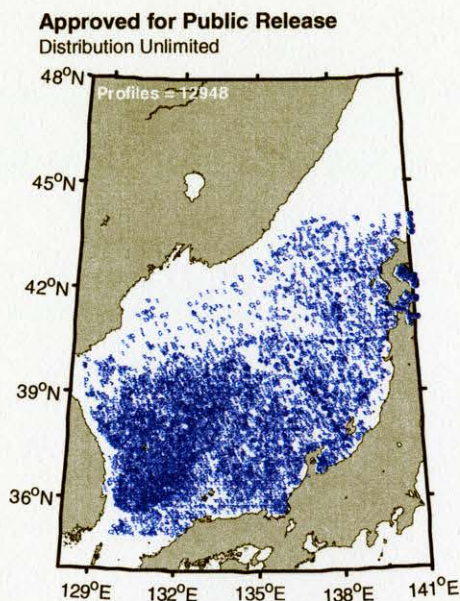 Approved for Public Release
Distribution Unlimited
48°N
Profiles = 12948
45°N
42°N
39°N
36°N
129°E 132°E 135°E 138°E 141°E